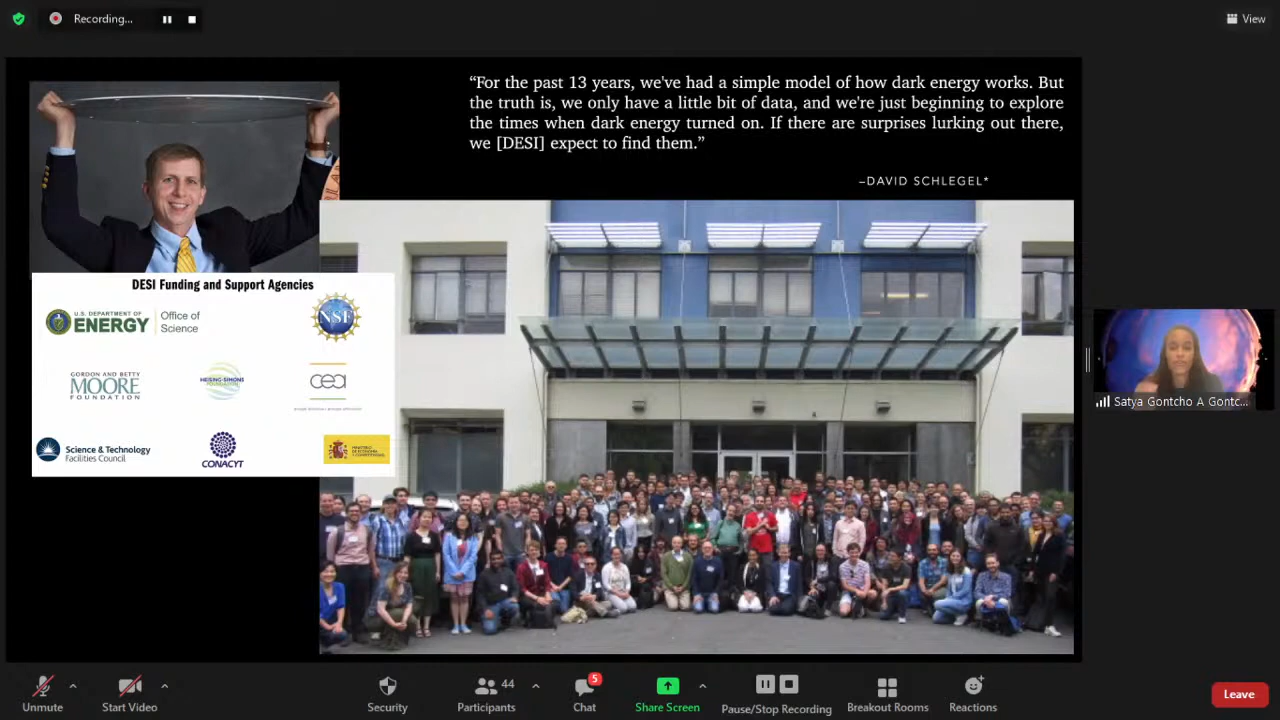 Recording...
View
“For the past 13 years, we've had a simple model of how dark energy works. But
the truth is, we only have a little bit of data, and we're just beginning to explore
the times when dark energy turned on. If there are surprises lurking out there,
we [DESI] expect to find them.”
–DAVID SCHLEGEL*
DESI Funding and Support Agencies
U.S. DEPARTMENT OF
ENERGY
Office of
Science
NSF
GORDON AND BETTY
MOORE
FOUNDATION
HEISING-SIMONS
FOUNDATION
cea
Science & Technology
Facilities Council
CONACYT
Satya Gontcho A Gontc...
Unmute
Start Video
Security
44
Participants
5
Chat
Share Screen
Pause/Stop Recording
Breakout Rooms
Reactions
Leave